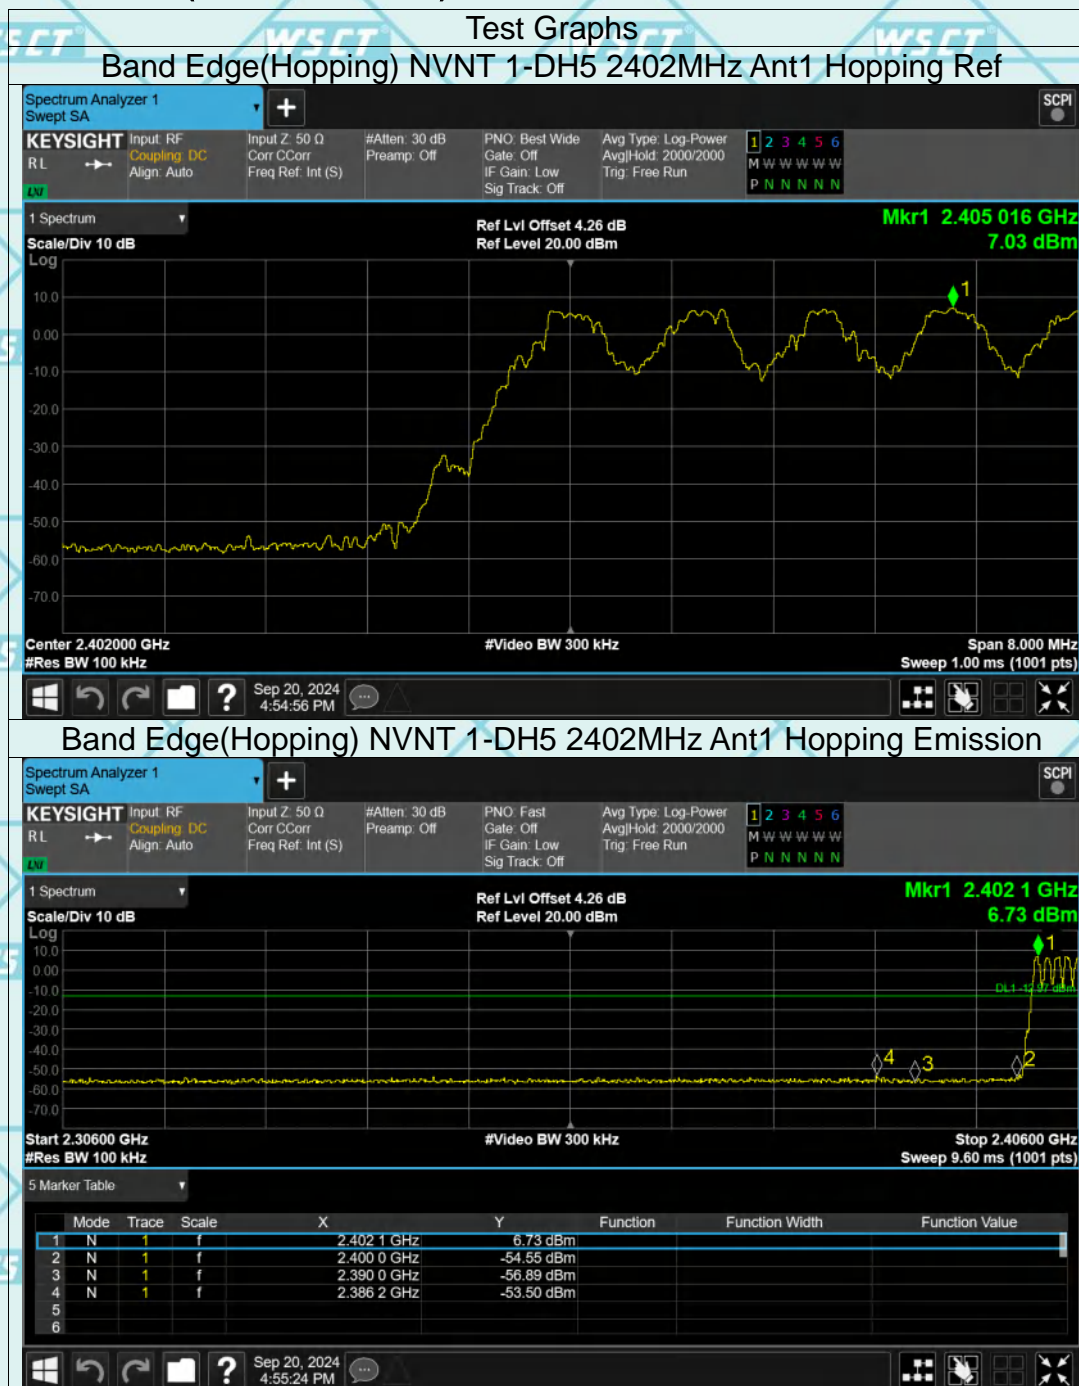 Test Graphs
Band Edge(Hopping) NVNT 1-DH5 2402MHz Ant1 Hopping Ref
Spectrum Analyzer 1
Swept SA
SCPI
KEYSIGHT Input: RF Input Z: 50 Ω #Atten: 30 dB PNO: Best Wide Avg Type: Log-Power 1 2 3 4 5 6
RL Coupling: DC Corr CCorr Preamp: Off Gate: Off Avg|Hold: 2000/2000 M W W W W W
Align: Auto Freq Ref: Int (S) IF Gain: Low Trig: Free Run P N N N N N
LXI Sig Track: Off
1 Spectrum Ref Lvl Offset 4.26 dB Mkr1 2.405 016 GHz
Scale/Div 10 dB Ref Level 20.00 dBm 7.03 dBm
Log
1
10.0
0.00
-10.0
-20.0
-30.0
-40.0
-50.0
-60.0
-70.0
Center 2.402000 GHz #Video BW 300 kHz Span 8.000 MHz
#Res BW 100 kHz Sweep 1.00 ms (1001 pts)
? Sep 20, 2024
4:54:56 PM
Band Edge(Hopping) NVNT 1-DH5 2402MHz Ant1 Hopping Emission
Spectrum Analyzer 1
Swept SA
SCPI
KEYSIGHT Input: RF Input Z: 50 Ω #Atten: 30 dB PNO: Fast Avg Type: Log-Power 1 2 3 4 5 6
RL Coupling: DC Corr CCorr Preamp: Off Gate: Off Avg|Hold: 2000/2000 M W W W W W
Align: Auto Freq Ref: Int (S) IF Gain: Low Trig: Free Run P N N N N N
LXI Sig Track: Off
1 Spectrum Ref Lvl Offset 4.26 dB Mkr1 2.402 1 GHz
Scale/Div 10 dB Ref Level 20.00 dBm 6.73 dBm
Log
10.0 1
0.00
-10.0 DL1 -12.97 dBm
-20.0
-30.0
-40.0
-50.0 4 3 2
-60.0
-70.0
Start 2.30600 GHz #Video BW 300 kHz Stop 2.40600 GHz
#Res BW 100 kHz Sweep 9.60 ms (1001 pts)
5 Marker Table
Mode Trace Scale X Y Function Function Width Function Value
1 N 1 f 2.402 1 GHz 6.73 dBm
2 N 1 f 2.400 0 GHz -54.55 dBm
3 N 1 f 2.390 0 GHz -56.89 dBm
4 N 1 f 2.386 2 GHz -53.50 dBm
5
6
? Sep 20, 2024
4:55:24 PM